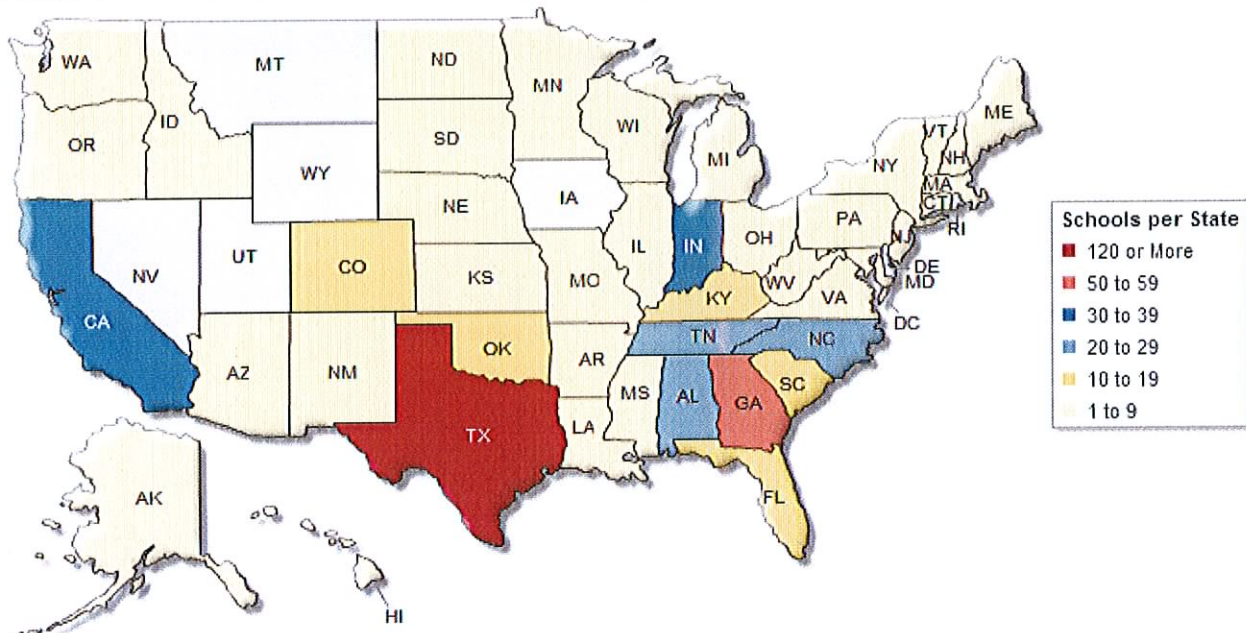 WA
MT
ND
MN
ME
VT
ID
WI
NH
OR
SD
NY
MI
MA
WY
CT
RI
IA
NE
PA
NJ
IL
IN
OH
NV
UT
DE
CO
WV
MD
KS
MO
VA
KY
DC
CA
TN
NC
OK
AZ
NM
AR
SC
MS
AL
GA
TX
LA
FL
AK
HI
Schools per State
120 or More
50 to 59
30 to 39
20 to 29
10 to 19
1 to 9